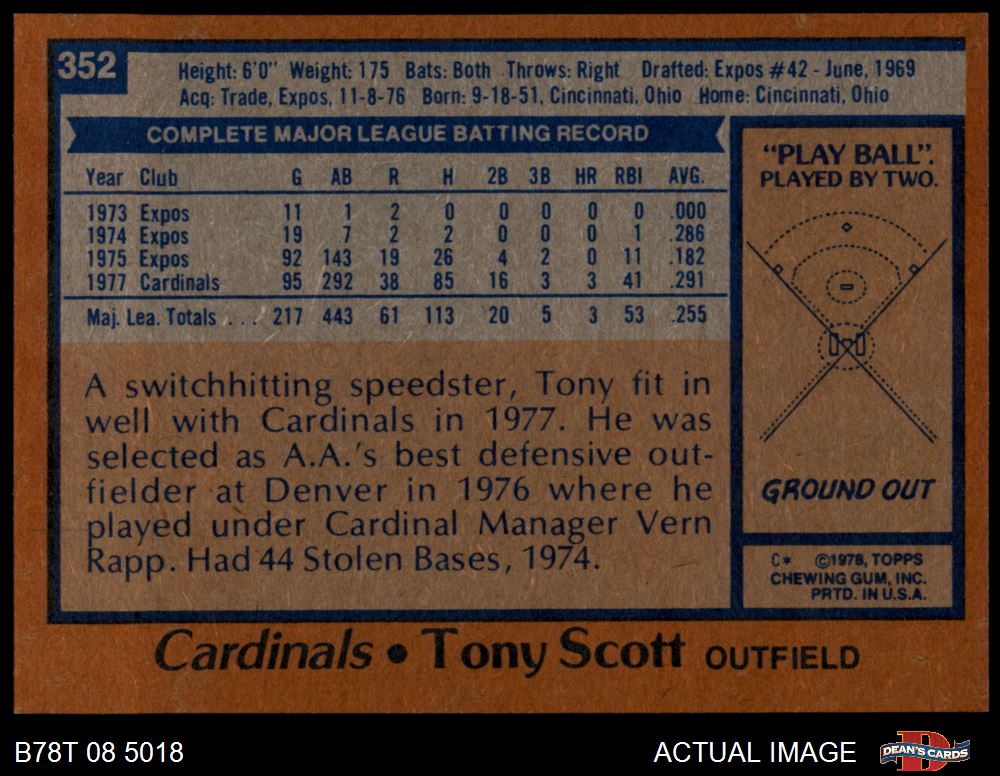 352
Height: 6'0" Weight: 175 Bats: Both Throws: Right Drafted: Expos #42 - June, 1969
Acq: Trade, Expos, 11-8-76 Born: 9-18-51, Cincinnati, Ohio Home: Cincinnati, Ohio
COMPLETE MAJOR LEAGUE BATTING RECORD
Year Club G AB R H 2B 3B HR RBI AVG.
1973 Expos 11 1 2 0 0 0 0 0 .000
1974 Expos 19 7 2 2 0 0 0 1 .286
1975 Expos 92 143 19 26 4 2 0 11 .182
1977 Cardinals 95 292 38 85 16 3 3 41 .291
Maj. Lea. Totals ... 217 443 61 113 20 5 3 53 .255
A switchhitting speedster, Tony fit in
well with Cardinals in 1977. He was
selected as A.A.'s best defensive out-
fielder at Denver in 1976 where he
played under Cardinal Manager Vern
Rapp. Had 44 Stolen Bases, 1974.
"PLAY BALL".
PLAYED BY TWO.
GROUND OUT
C* ©1978, TOPPS
CHEWING GUM, INC.
PRTD. IN U.S.A.
Cardinals • Tony Scott OUTFIELD
B78T 08 5018
ACTUAL IMAGE
DEAN'S CARDS